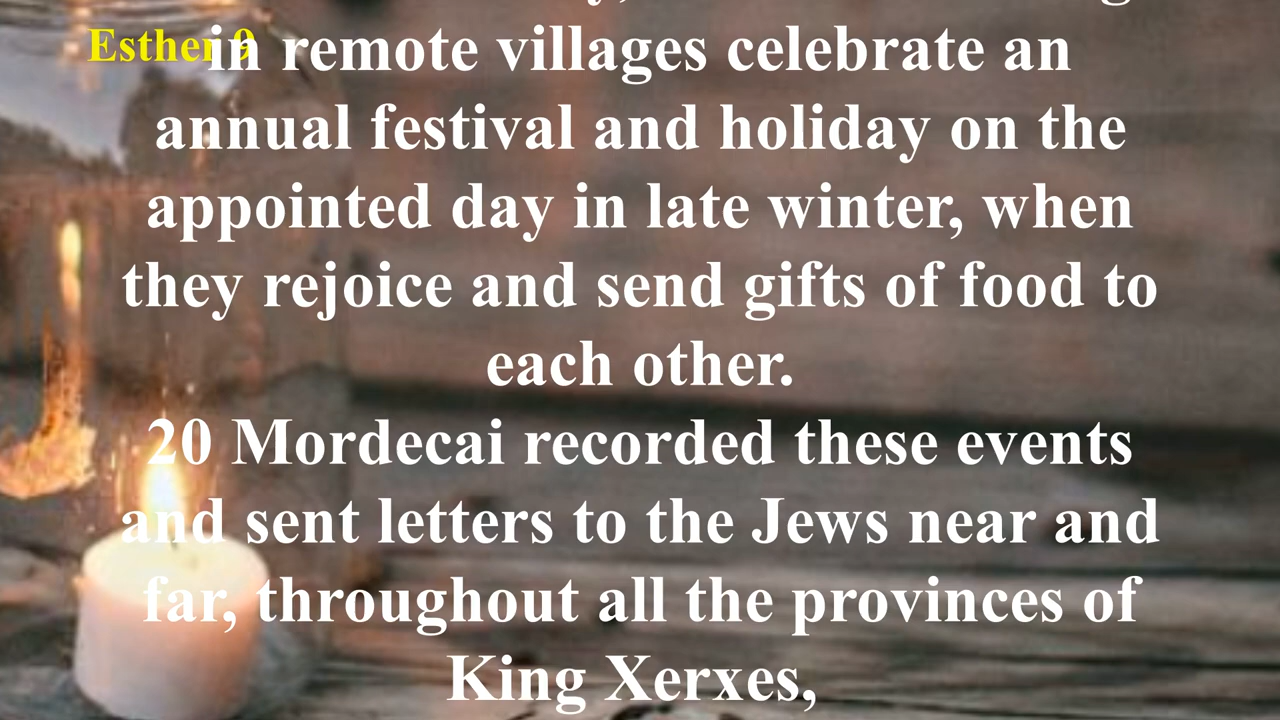 Esther 9
in remote villages celebrate an
annual festival and holiday on the
appointed day in late winter, when
they rejoice and send gifts of food to
each other.
20 Mordecai recorded these events
and sent letters to the Jews near and
far, throughout all the provinces of
King Xerxes,